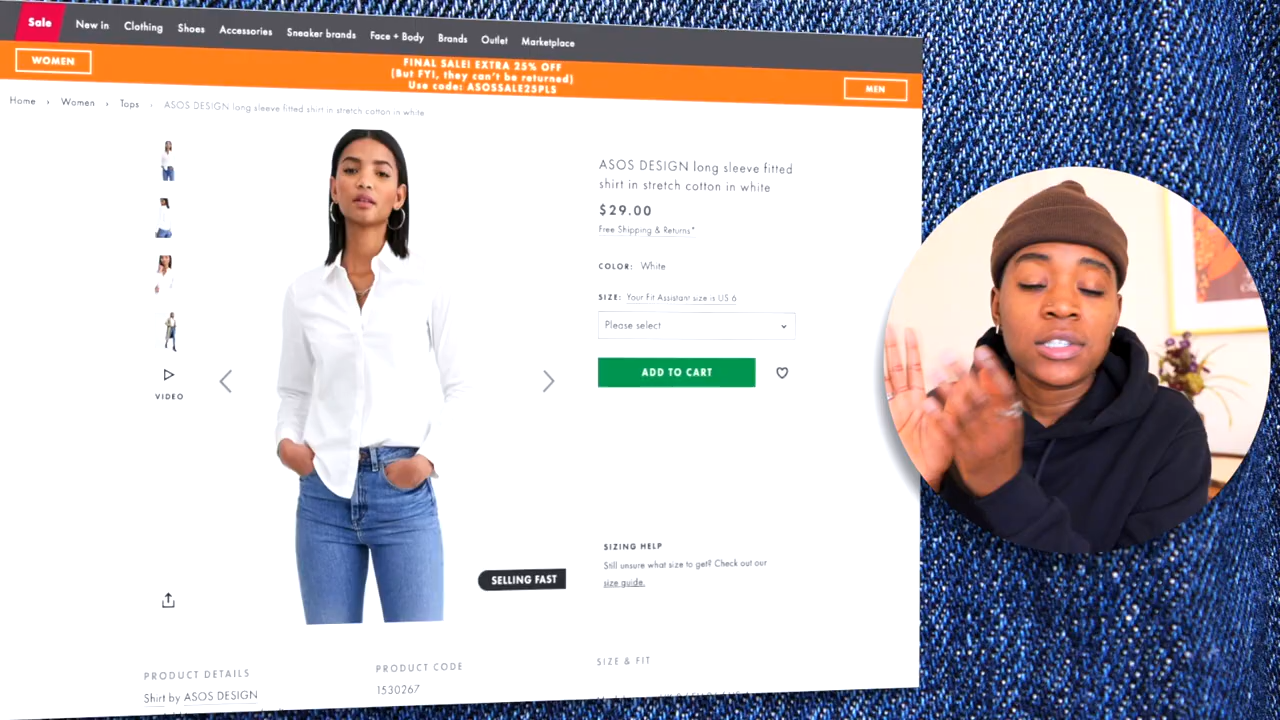 Sale New in Clothing Shoes Accessories Sneaker brands Face + Body Brands Outlet Marketplace
WOMEN
FINAL SALE! EXTRA 25% OFF
(But FYI, they can't be returned)
Use code: ASOSSALE25PLS
MEN
Home › Women › Tops › ASOS DESIGN long sleeve fitted shirt in stretch cotton in white
ASOS DESIGN long sleeve fitted
shirt in stretch cotton in white
$29.00
Free Shipping & Returns*
COLOR: White
SIZE: Your Fit Assistant size is US 6
Please select
ADD TO CART
VIDEO
SELLING FAST
SIZING HELP
Still unsure what size to get? Check out our
size guide.
PRODUCT DETAILS
Shirt by ASOS DESIGN
PRODUCT CODE
1530267
SIZE & FIT